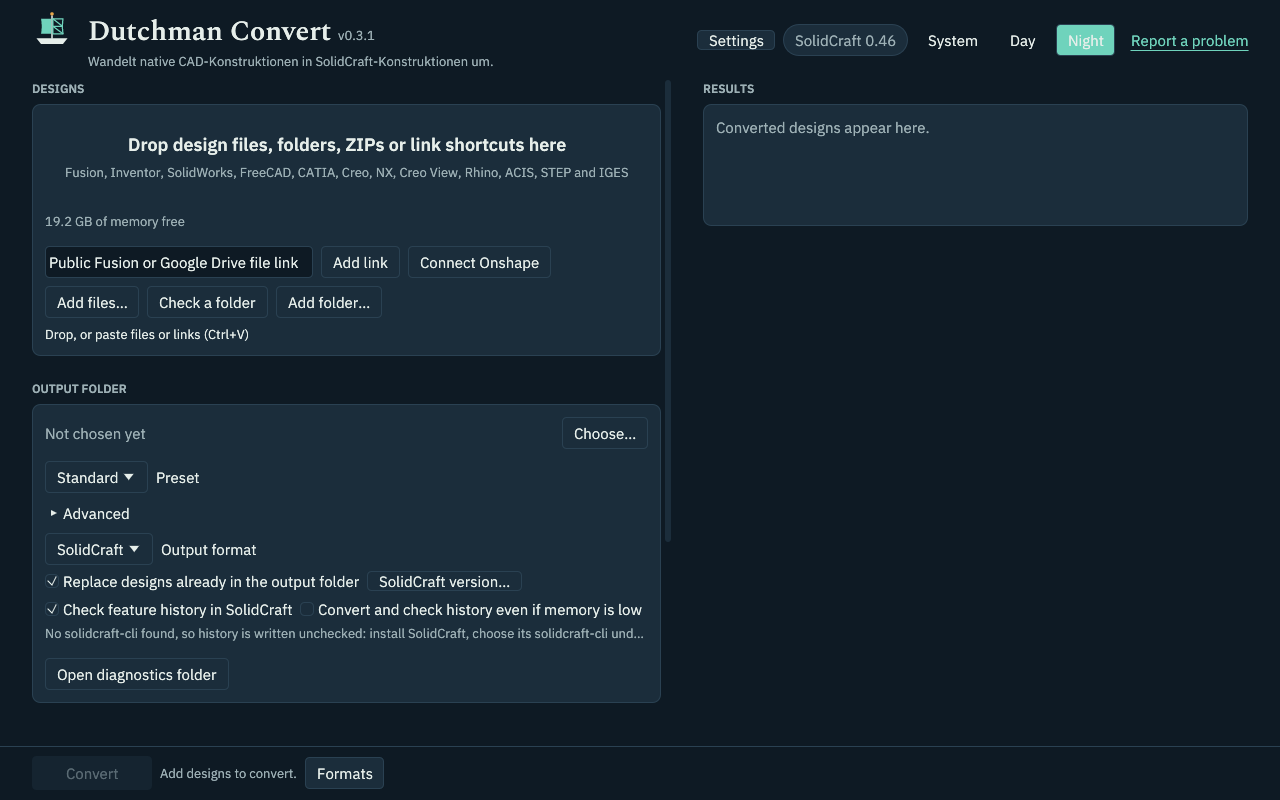 Dutchman Convert v0.3.1
Wandelt native CAD-Konstruktionen in SolidCraft-Konstruktionen um.
Settings
SolidCraft 0.46
System
Day
Night
Report a problem
DESIGNS
Drop design files, folders, ZIPs or link shortcuts here
Fusion, Inventor, SolidWorks, FreeCAD, CATIA, Creo, NX, Creo View, Rhino, ACIS, STEP and IGES
19.2 GB of memory free
Public Fusion or Google Drive file link
Add link
Connect Onshape
Add files...
Check a folder
Add folder...
Drop, or paste files or links (Ctrl+V)
OUTPUT FOLDER
Not chosen yet
Choose...
Standard
Preset
Advanced
SolidCraft
Output format
Replace designs already in the output folder
SolidCraft version...
Check feature history in SolidCraft
Convert and check history even if memory is low
No solidcraft-cli found, so history is written unchecked: install SolidCraft, choose its solidcraft-cli und...
Open diagnostics folder
RESULTS
Converted designs appear here.
Convert
Add designs to convert.
Formats